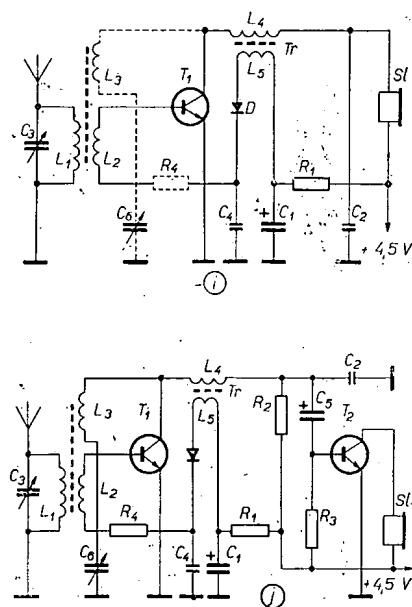 L4
Tr
L3
T1
L5
Sl
D
C3
L1
L2
R4
R1
C6
C4
+
C1
C2
+ 4,5 V
i
L4
Tr
C2
L3
T1
L5
R2
C5
+
T2
C3
L1
L2
R4
R1
R3
Sl
C6
C4
+
C1
+4,5 V
j